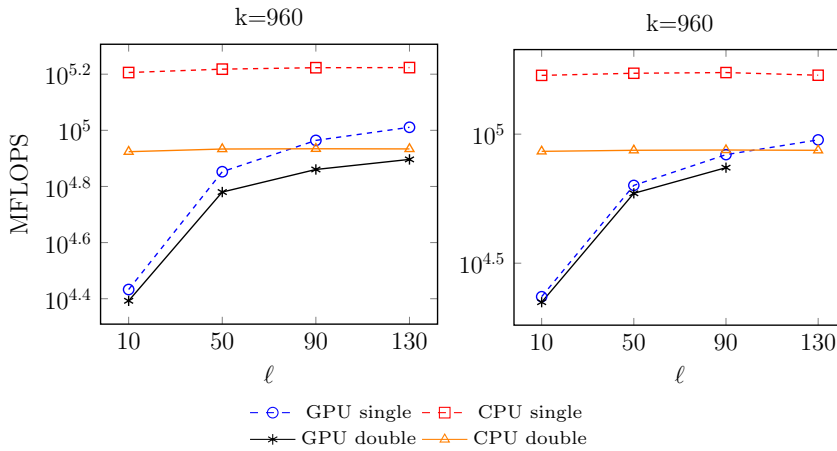 k=960
k=960
MFLOPS
10^5.2
10^5
10^4.8
10^4.6
10^4.4
10 50 90 130
ℓ
10^5
10^4.5
10 50 90 130
ℓ
GPU single CPU single
GPU double CPU double